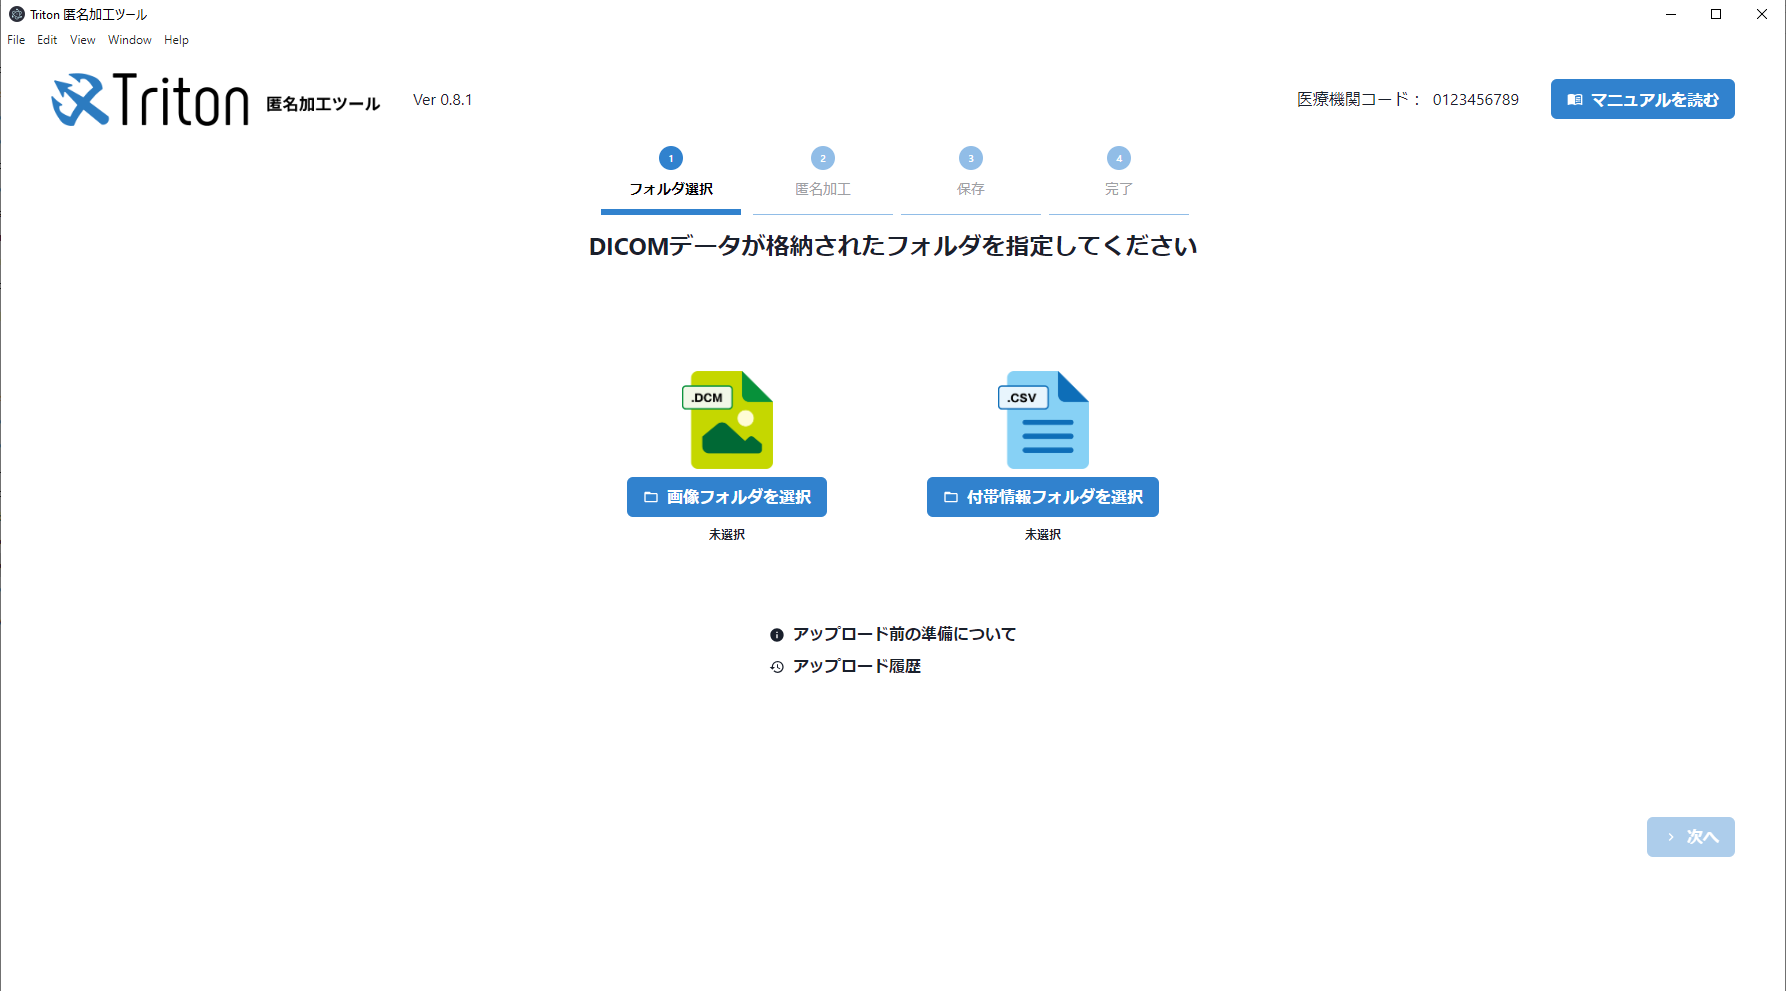 Triton 匿名加工ツール
File Edit View Window Help
Triton 匿名加工ツール Ver 0.8.1
医療機関コード： 0123456789
マニュアルを読む
1 2 3 4
フォルダ選択 匿名加工 保存 完了
DICOMデータが格納されたフォルダを指定してください
.DCM .CSV
画像フォルダを選択 付帯情報フォルダを選択
未選択 未選択
アップロード前の準備について
アップロード履歴
次へ